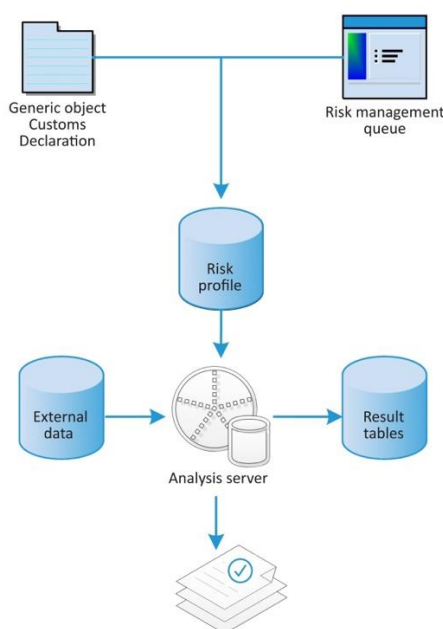 Generic object
Customs
Declaration
Risk management
queue
Risk
profile
External
data
Analysis server
Result
tables